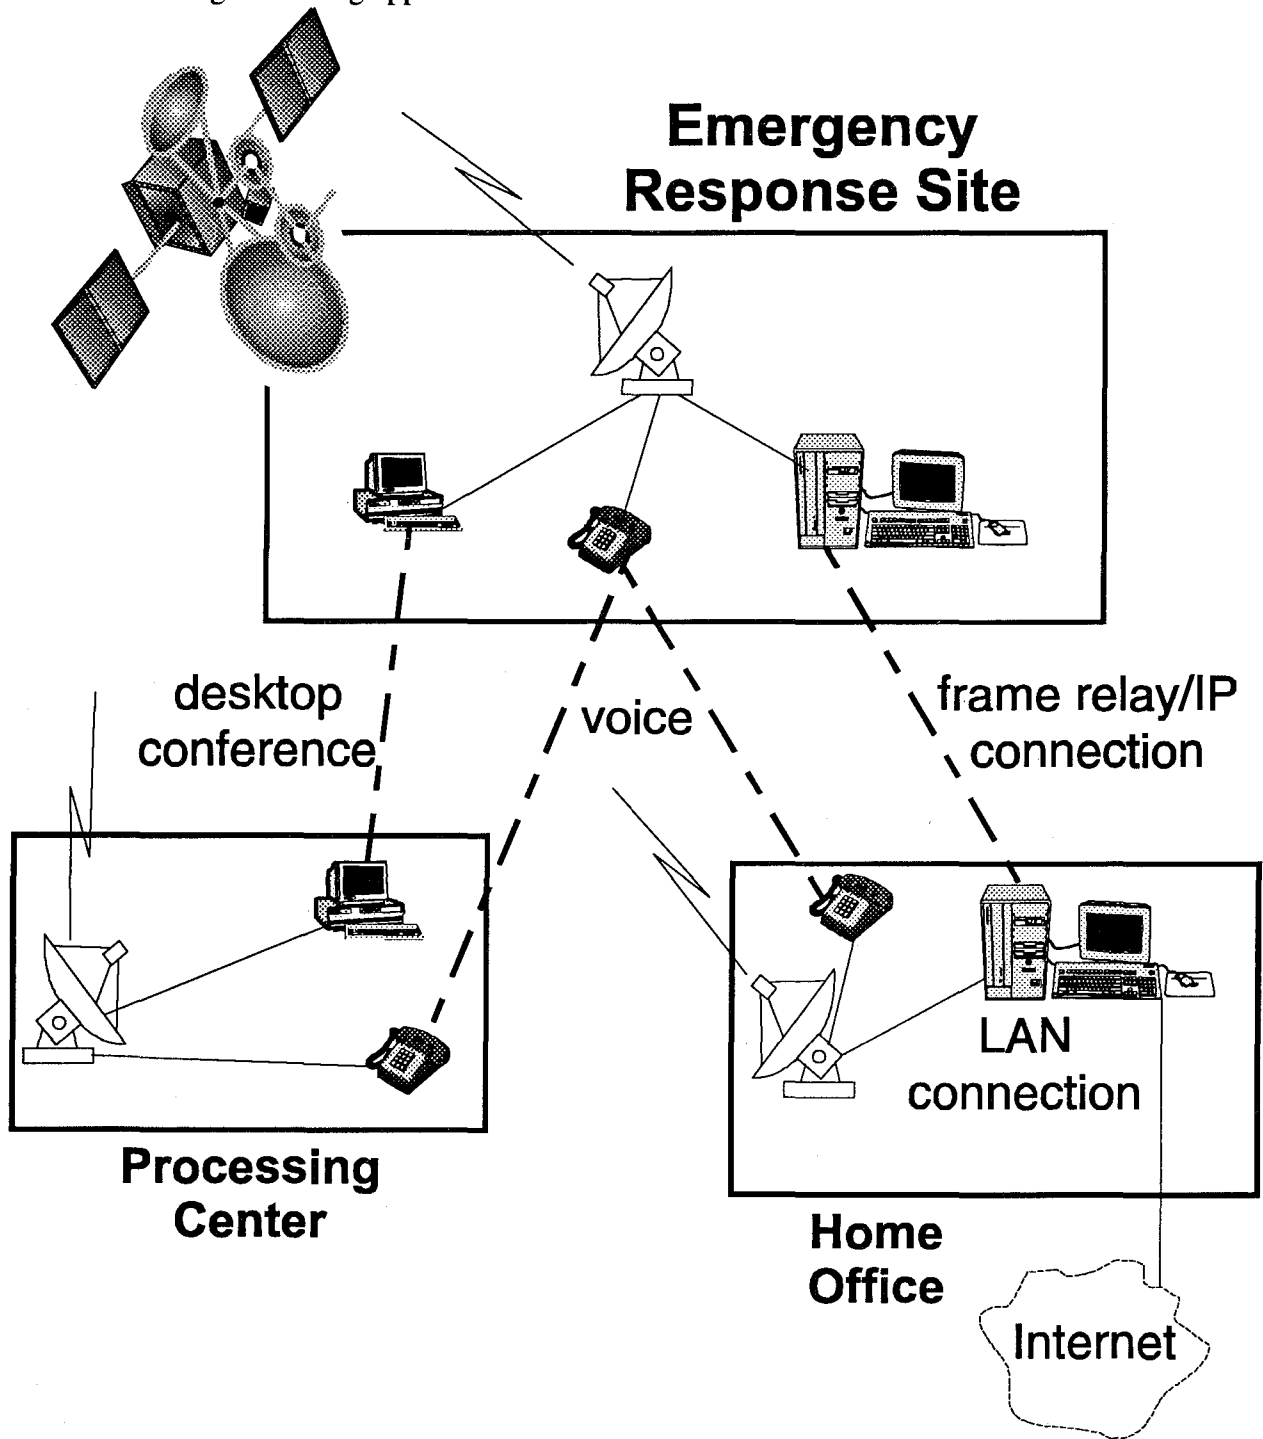 Emergency
Response Site
desktop
conference
voice
frame relay/IP
connection
LAN
connection
Processing
Center
Home
Office
Internet